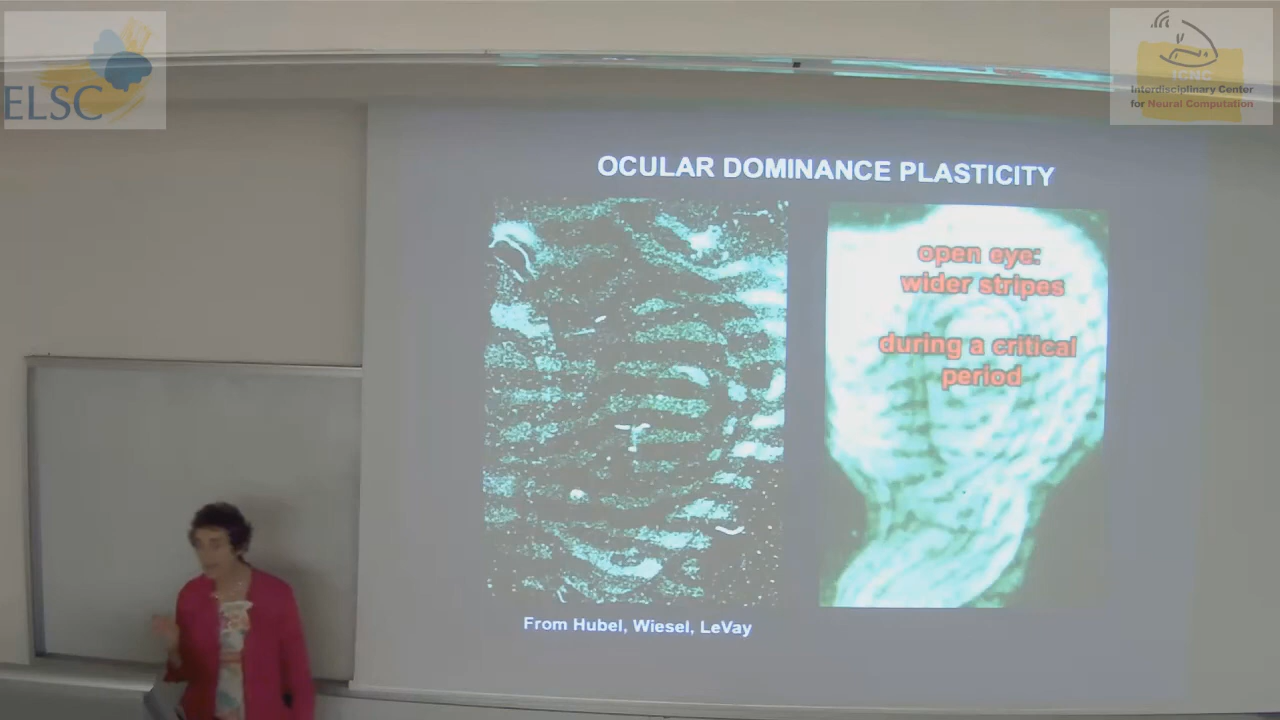 ELSC
ICNC
Interdisciplinary Center
for Neural Computation
OCULAR DOMINANCE PLASTICITY
open eye:
wider stripes
during a critical
period
From Hubel, Wiesel, LeVay